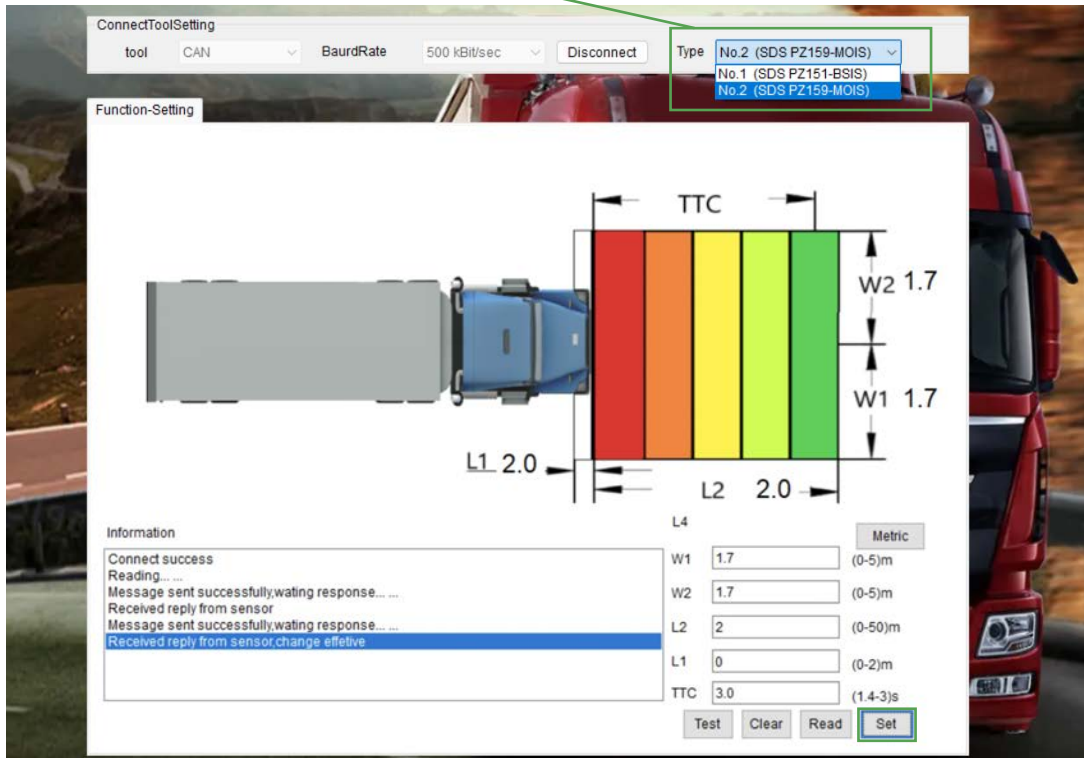 ConnectToolSetting
tool CAN BaurdRate 500 kBit/sec Disconnect Type No.2 (SDS PZ159-MOIS)
No.1 (SDS PZ151-BSIS)
No.2 (SDS PZ159-MOIS)
Function-Setting
TTC
W2 1.7
W1 1.7
L1 2.0
L2 2.0
L4
Information
Metric
Connect success
Reading... ...
Message sent successfully,wating response... ...
Received reply from sensor
Message sent successfully,wating response... ...
Received reply from sensor,change effetive
W1 1.7 (0-5)m
W2 1.7 (0-5)m
L2 2 (0-50)m
L1 0 (0-2)m
TTC 3.0 (1.4-3)s
Test Clear Read Set